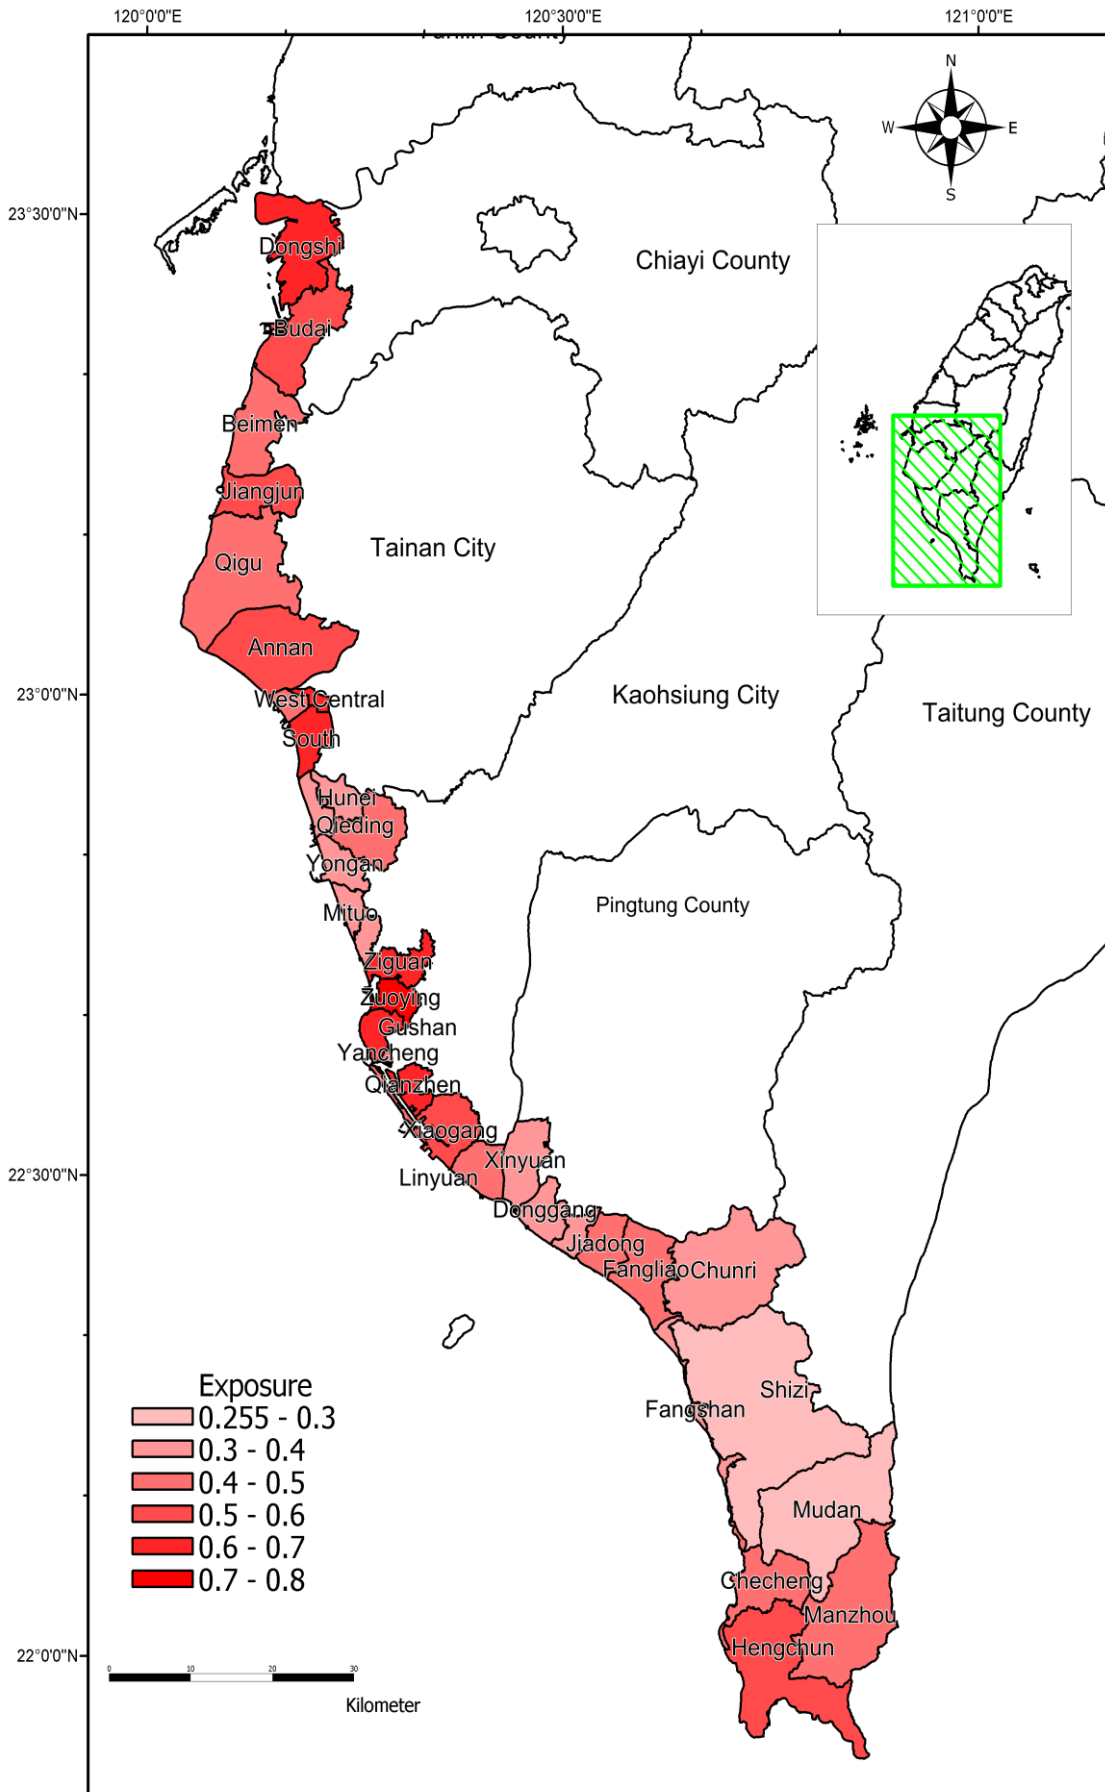 120°0'0"E
120°30'0"E
121°0'0"E
N
W
E
S
23°30'0"N
Dongshi
Chiayi County
Budai
Beimen
Jiangjun
Tainan City
Qigu
Annan
23°0'0"N
West Central
Kaohsiung City
Taitung County
South
Hunei
Qieding
Yongan
Pingtung County
Mituo
Ziguan
Zuoying
Gushan
Yancheng
Qianzhen
Xiaogang
22°30'0"N
Linyuan
Xinyuan
Donggang
Jiadong
Fangliao
Chunri
Shizi
Fangshan
Exposure
0.255 - 0.3
0.3 - 0.4
0.4 - 0.5
0.5 - 0.6
0.6 - 0.7
0.7 - 0.8
Mudan
Checheng
Manzhou
Hengchun
22°0'0"N
0 10 20 30
Kilometer